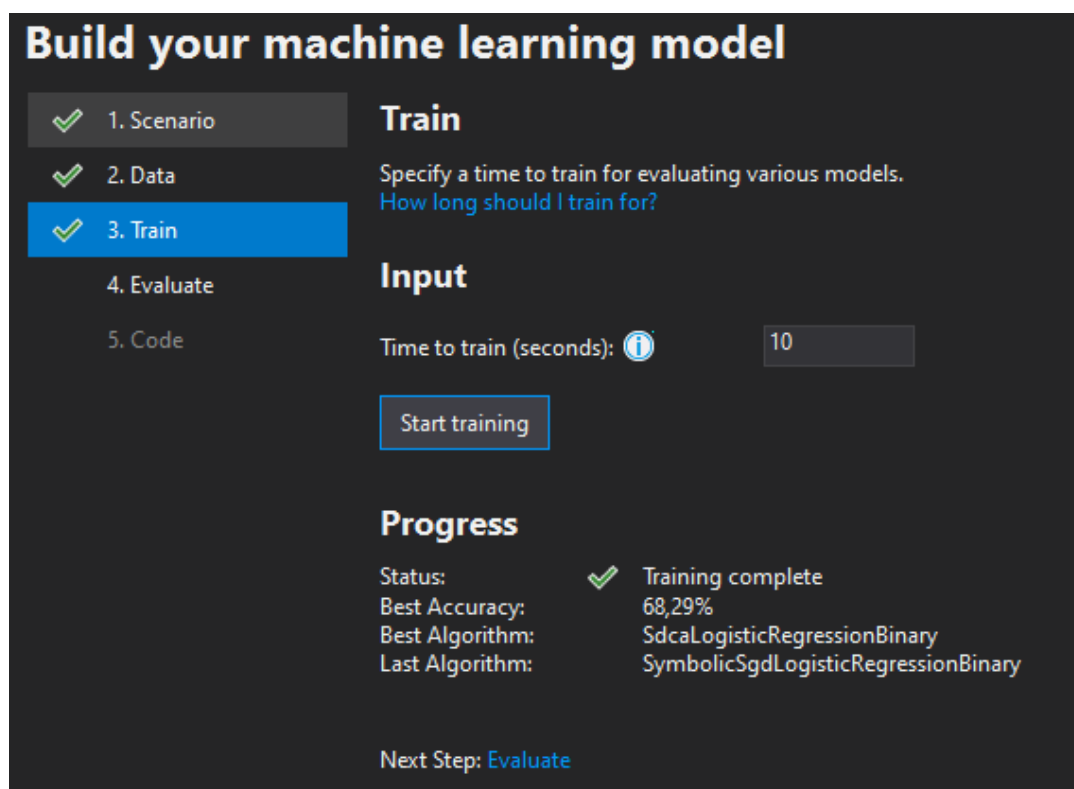 Build your machine learning model
1. Scenario
2. Data
3. Train
4. Evaluate
5. Code
Train
Specify a time to train for evaluating various models.
How long should I train for?
Input
Time to train (seconds): 10
Start training
Progress
Status: Training complete
Best Accuracy: 68,29%
Best Algorithm: SdcaLogisticRegressionBinary
Last Algorithm: SymbolicSgdLogisticRegressionBinary
Next Step: Evaluate